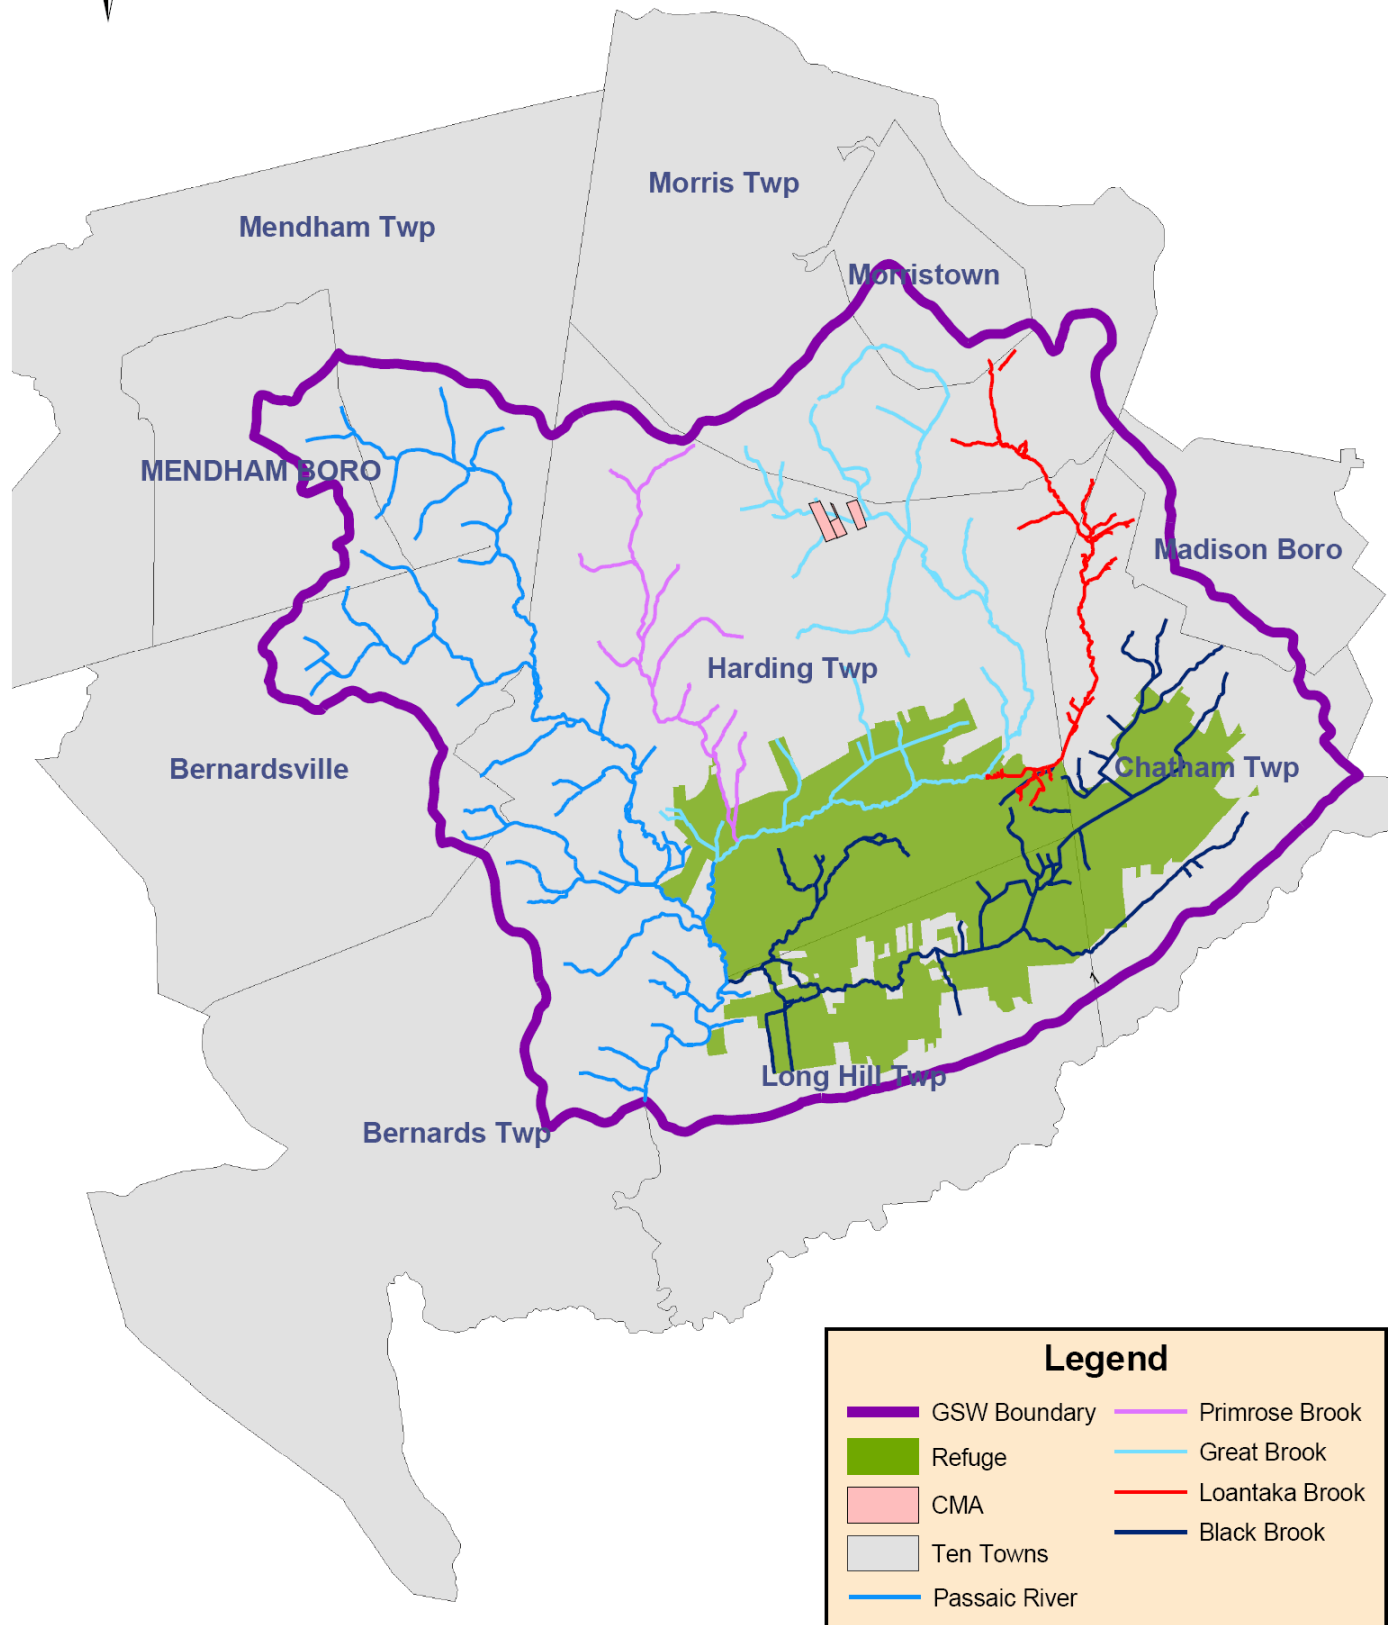 Morris Twp
Mendham Twp
Morristown
MENDHAM BORO
Madison Boro
Harding Twp
Bernardsville
Chatham Twp
Long Hill Twp
Bernards Twp
Legend
GSW Boundary
Refuge
CMA
Ten Towns
Passaic River
Primrose Brook
Great Brook
Loantaka Brook
Black Brook